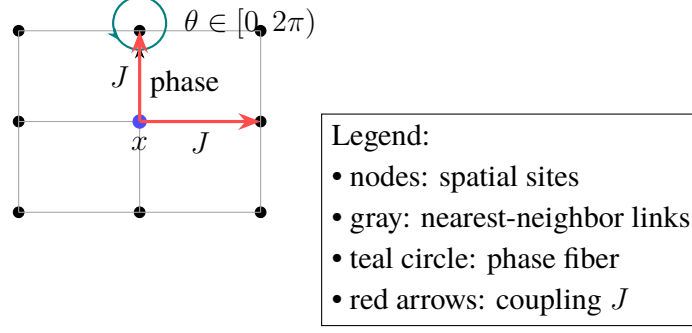 θ ∈ [0, 2π)
J
phase
x
J
Legend:
• nodes: spatial sites
• gray: nearest-neighbor links
• teal circle: phase fiber
• red arrows: coupling J